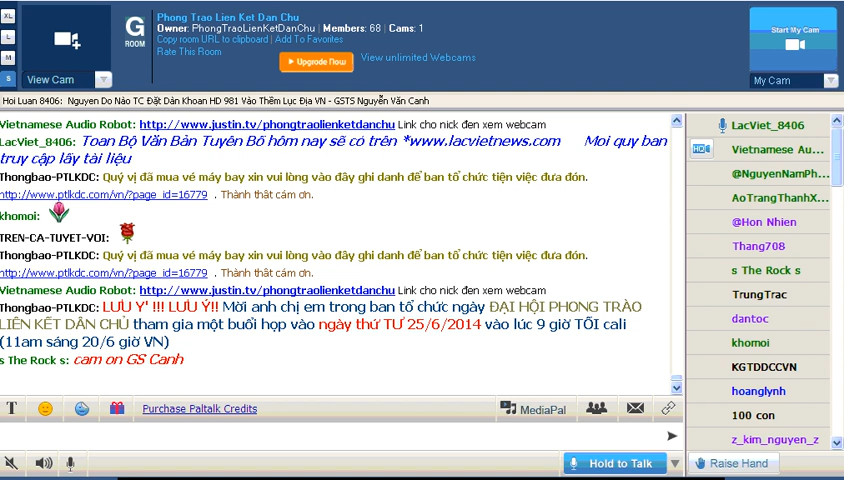 XL
L
M
S
View Cam
G
ROOM
Phong Trao Lien Ket Dan Chu
Owner: PhongTraoLienKetDanChu | Members: 68 | Cams: 1
Copy room URL to clipboard | Add To Favorites
Rate This Room
Upgrade Now
View unlimited Webcams
Start My Cam
My Cam
Hoi Luan 8406: Nguyen Do Nào TC Đặt Dàn Khoan HD 981 Vào Thềm Lục Địa VN - GSTS Nguyễn Văn Canh
Vietnamese Audio Robot: http://www.justin.tv/phongtraolienketdanchu Link cho nick đen xem webcam
LacViet_8406: Toan Bộ Văn Bản Tuyên Bố hôm nay sẽ có trên *www.lacvietnews.com Moi quy ban
truy cập lấy tài liệu
Thongbao-PTLKDC: Quý vị đã mua vé máy bay xin vui lòng vào đây ghi danh để ban tổ chức tiện việc đưa đón.
http://www.ptlkdc.com/vn/?page_id=16779 . Thành thât cám ơn.
khomoi:
TREN-CA-TUYET-VOI:
Thongbao-PTLKDC: Quý vị đã mua vé máy bay xin vui lòng vào đây ghi danh để ban tổ chức tiện việc đưa đón.
http://www.ptlkdc.com/vn/?page_id=16779 . Thành thât cám ơn.
Vietnamese Audio Robot: http://www.justin.tv/phongtraolienketdanchu Link cho nick đen xem webcam
Thongbao-PTLKDC: LƯU Y' !!! LƯU Ý!! Mời anh chị em trong ban tổ chức ngày ĐẠI HỘI PHONG TRÀO
LIÊN KẾT DÂN CHỦ tham gia một buổi họp vào ngày thứ TƯ 25/6/2014 vào lúc 9 giờ TỐI cali
(11am sáng 20/6 giờ VN)
s The Rock s: cam on GS Canh
T
Purchase Paltalk Credits
MediaPal
Hold to Talk
LacViet_8406
HD
Vietnamese Au...
@NguyenNamPh...
AoTrangThanhX...
@Hon Nhien
Thang708
s The Rock s
TrungTrac
dantoc
khomoi
KGTDDCCVN
hoanglynh
100 con
z_kim_nguyen_z
Raise Hand